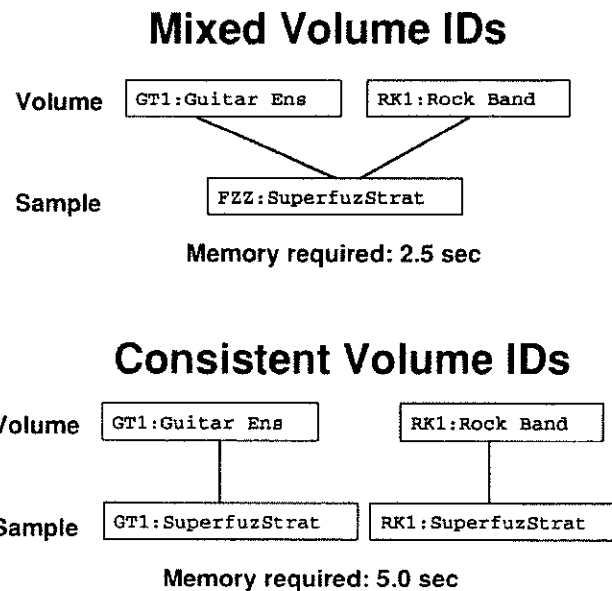 Mixed Volume IDs
Volume GT1:Guitar Ens RK1:Rock Band
Sample FZZ:SuperfuzStrat
Memory required: 2.5 sec
Consistent Volume IDs
Volume GT1:Guitar Ens RK1:Rock Band
Sample GT1:SuperfuzStrat RK1:SuperfuzStrat
Memory required: 5.0 sec